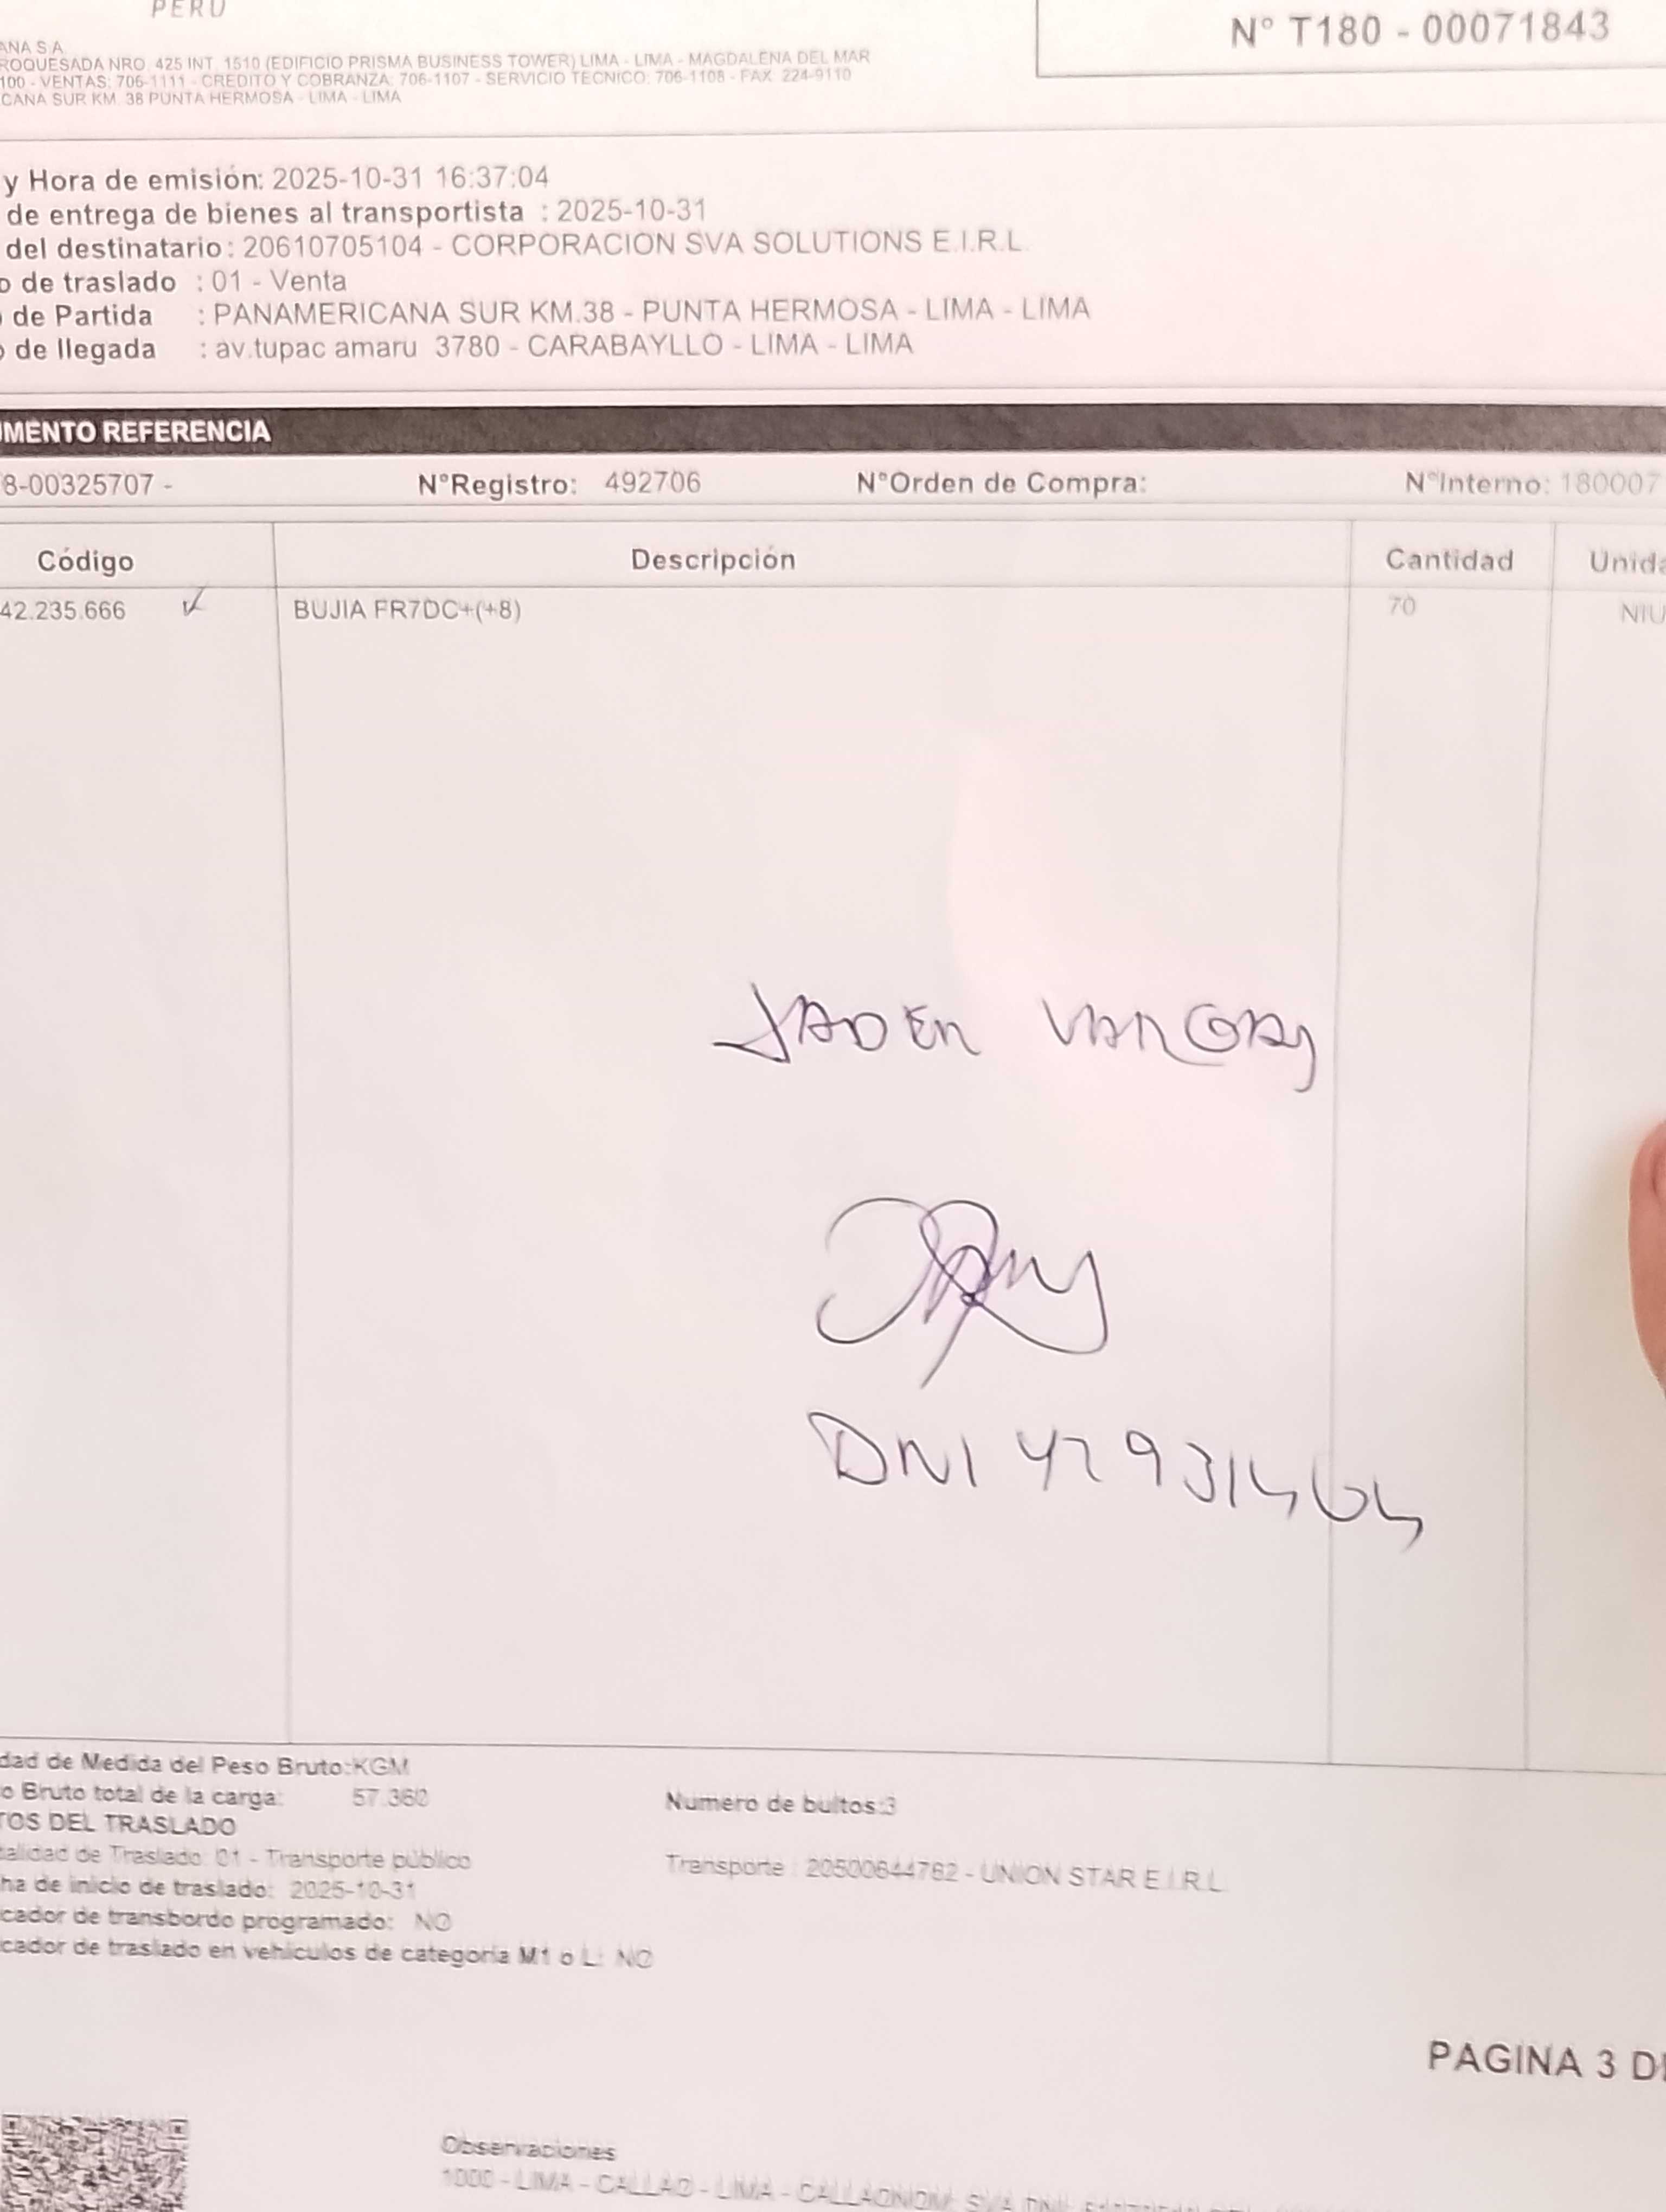 PERU
N° T180 - 00071843
ANA S.A.
ROQUESADA NRO. 425 INT. 1510 (EDIFICIO PRISMA BUSINESS TOWER) LIMA - LIMA - MAGDALENA DEL MAR
100 - VENTAS: 706-1111 - CREDITO Y COBRANZA: 706-1107 - SERVICIO TECNICO: 706-1108 - FAX. 224-9110
CANA SUR KM. 38 PUNTA HERMOSA - LIMA - LIMA
y Hora de emisión: 2025-10-31 16:37:04
de entrega de bienes al transportista : 2025-10-31
del destinatario : 20610705104 - CORPORACION SVA SOLUTIONS E.I.R.L.
o de traslado : 01 - Venta
de Partida : PANAMERICANA SUR KM.38 - PUNTA HERMOSA - LIMA - LIMA
de llegada : av.tupac amaru 3780 - CARABAYLLO - LIMA - LIMA
UMENTO REFERENCIA
8-00325707 - N°Registro: 492706 N°Orden de Compra: N°Interno: 180007
Código Descripción Cantidad Unida
42.235.666 BUJIA FR7DC+(+8) 70 NIU
JADER VARGAS
DNI
dad de Medida del Peso Bruto:KGM
o Bruto total de la carga: 57.360 Numero de bultos:3
TOS DEL TRASLADO
alidad de Traslado: 01 - Transporte público Transporte : 20500644762 - UNION STAR E.I.R.L.
ha de inicio de traslado: 2025-10-31
cador de transbordo programado: NO
cador de traslado en vehiculos de categoría M1 o L: NO
PAGINA 3 DE
Observaciones
1000 - LIMA - CALLAO - LIMA - CALLAO